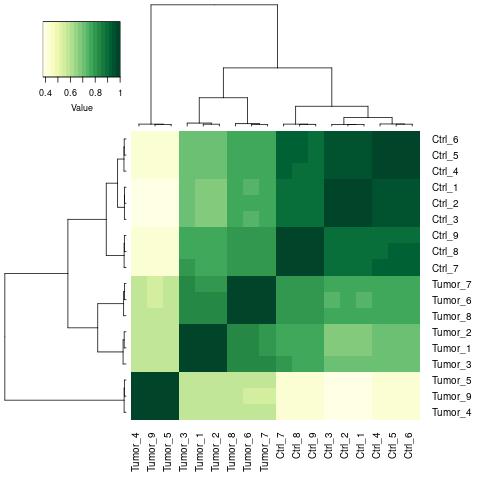 0.4 0.6 0.8 1
Value
Ctrl_6
Ctrl_5
Ctrl_4
Ctrl_1
Ctrl_2
Ctrl_3
Ctrl_9
Ctrl_8
Ctrl_7
Tumor_7
Tumor_6
Tumor_8
Tumor_2
Tumor_1
Tumor_3
Tumor_5
Tumor_9
Tumor_4
Tumor_4
Tumor_9
Tumor_5
Tumor_3
Tumor_1
Tumor_2
Tumor_8
Tumor_6
Tumor_7
Ctrl_7
Ctrl_8
Ctrl_9
Ctrl_3
Ctrl_2
Ctrl_1
Ctrl_4
Ctrl_5
Ctrl_6